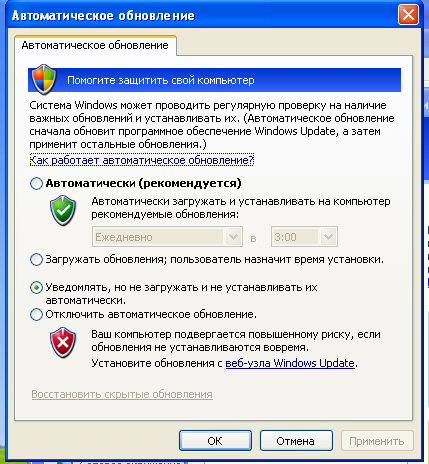 Автоматическое обновление
Автоматическое обновление
Помогите защитить свой компьютер
Система Windows может проводить регулярную проверку на наличие
важных обновлений и устанавливать их. (Автоматическое обновление
сначала обновит программное обеспечение Windows Update, а затем
применит остальные обновления.)
Как работает автоматическое обновление?
Автоматически (рекомендуется)
Автоматически загружать и устанавливать на компьютер
рекомендуемые обновления:
Ежедневно в 3:00
Загружать обновления; пользователь назначит время установки.
Уведомлять, но не загружать и не устанавливать их
автоматически.
Отключить автоматическое обновление.
Ваш компьютер подвергается повышенному риску, если
обновления не устанавливаются вовремя.
Установите обновления с веб-узла Windows Update.
Восстановить скрытые обновления
ОК Отмена Применить